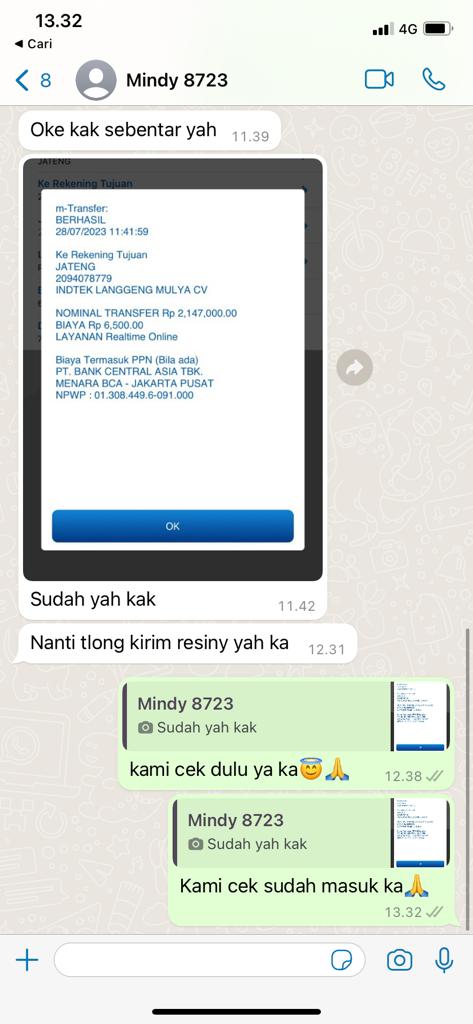 13.32
4G
◀ Cari
8
Mindy 8723
Oke kak sebentar yah 11.39
JATENG
Ke Rekening Tujuan
m-Transfer:
BERHASIL
28/07/2023 11:41:59
Ke Rekening Tujuan
JATENG
2094078779
INDTEK LANGGENG MULYA CV
NOMINAL TRANSFER Rp 2,147,000.00
BIAYA Rp 6,500.00
LAYANAN Realtime Online
Biaya Termasuk PPN (Bila ada)
PT. BANK CENTRAL ASIA TBK.
MENARA BCA - JAKARTA PUSAT
NPWP : 01.308.449.6-091.000
OK
Sudah yah kak 11.42
Nanti tlong kirim resiny yah ka 12.31
Mindy 8723
Sudah yah kak
kami cek dulu ya ka😇🙏 12.38
Mindy 8723
Sudah yah kak
Kami cek sudah masuk ka🙏
13.32